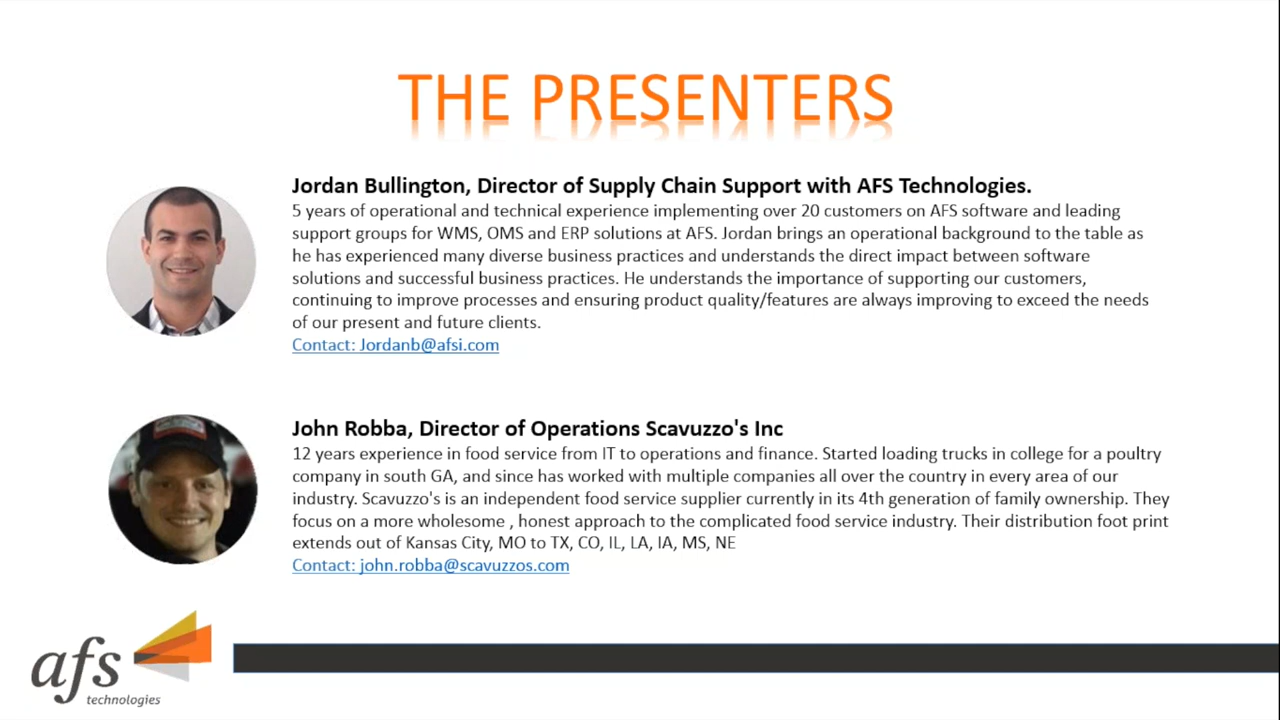 THE PRESENTERS
Jordan Bullington, Director of Supply Chain Support with AFS Technologies.
5 years of operational and technical experience implementing over 20 customers on AFS software and leading
support groups for WMS, OMS and ERP solutions at AFS. Jordan brings an operational background to the table as
he has experienced many diverse business practices and understands the direct impact between software
solutions and successful business practices. He understands the importance of supporting our customers,
continuing to improve processes and ensuring product quality/features are always improving to exceed the needs
of our present and future clients.
Contact: Jordanb@afsi.com
John Robba, Director of Operations Scavuzzo's Inc
12 years experience in food service from IT to operations and finance. Started loading trucks in college for a poultry
company in south GA, and since has worked with multiple companies all over the country in every area of our
industry. Scavuzzo's is an independent food service supplier currently in its 4th generation of family ownership. They
focus on a more wholesome , honest approach to the complicated food service industry. Their distribution foot print
extends out of Kansas City, MO to TX, CO, IL, LA, IA, MS, NE
Contact: john.robba@scavuzzos.com
afs
technologies